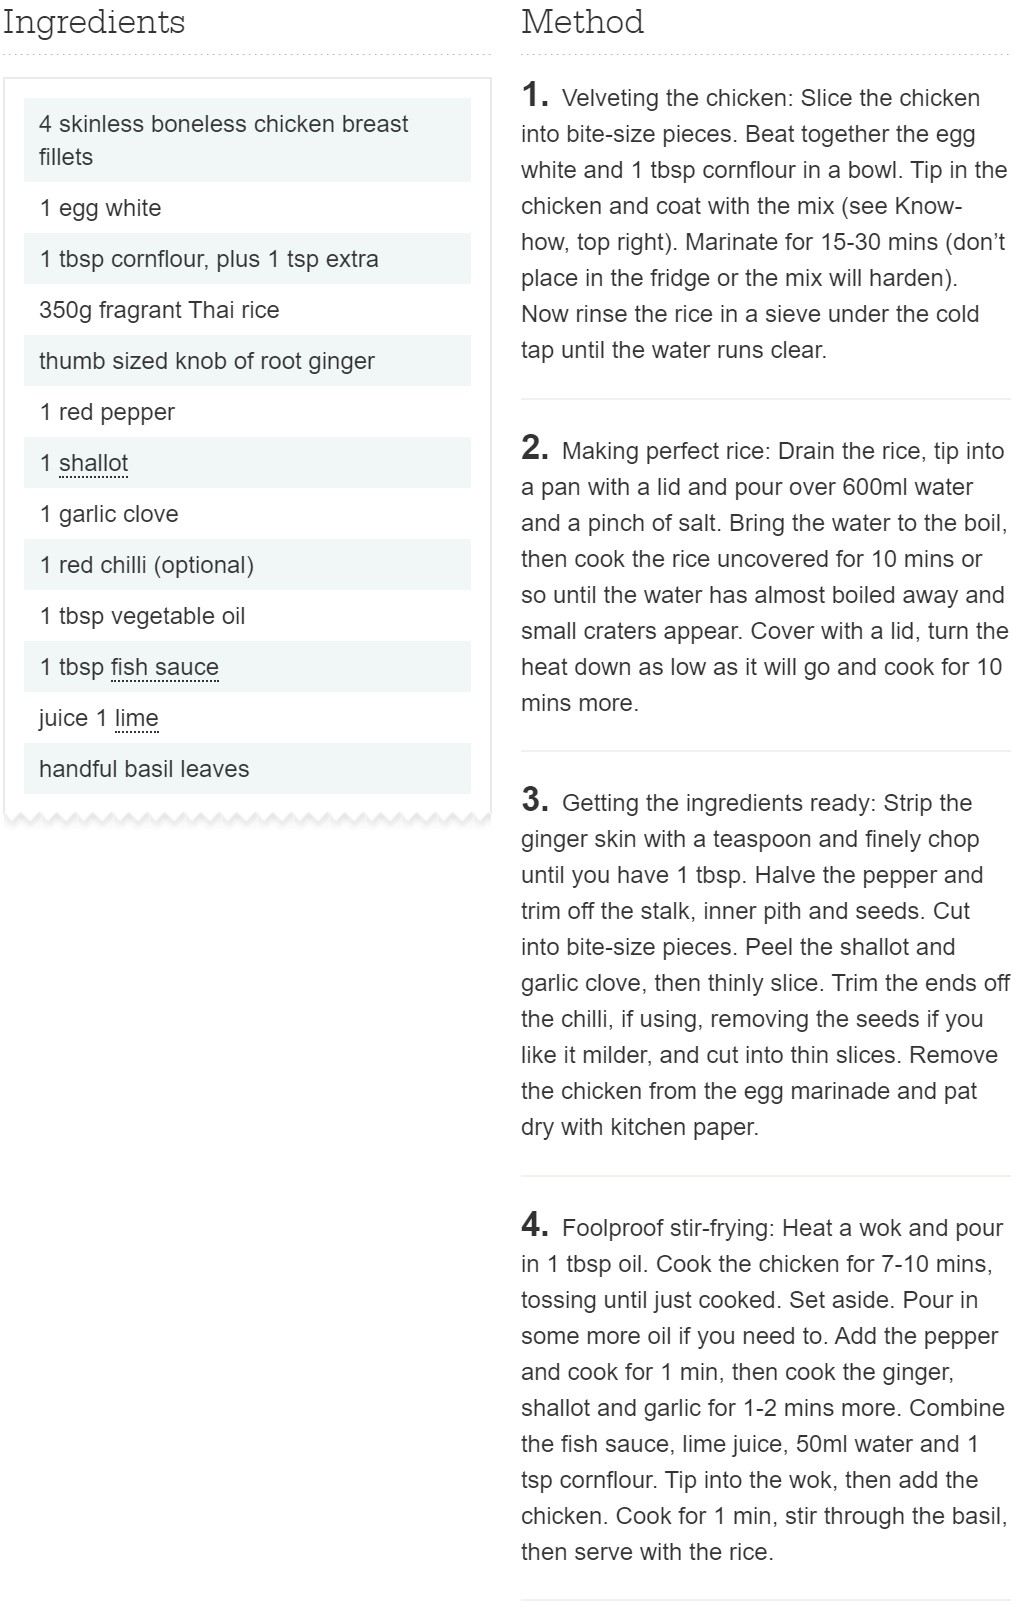 Ingredients
4 skinless boneless chicken breast
fillets
1 egg white
1 tbsp cornflour, plus 1 tsp extra
350g fragrant Thai rice
thumb sized knob of root ginger
1 red pepper
1 shallot
1 garlic clove
1 red chilli (optional)
1 tbsp vegetable oil
1 tbsp fish sauce
juice 1 lime
handful basil leaves
Method
1. Velveting the chicken: Slice the chicken
into bite-size pieces. Beat together the egg
white and 1 tbsp cornflour in a bowl. Tip in the
chicken and coat with the mix (see Know-
how, top right). Marinate for 15-30 mins (don’t
place in the fridge or the mix will harden).
Now rinse the rice in a sieve under the cold
tap until the water runs clear.
2. Making perfect rice: Drain the rice, tip into
a pan with a lid and pour over 600ml water
and a pinch of salt. Bring the water to the boil,
then cook the rice uncovered for 10 mins or
so until the water has almost boiled away and
small craters appear. Cover with a lid, turn the
heat down as low as it will go and cook for 10
mins more.
3. Getting the ingredients ready: Strip the
ginger skin with a teaspoon and finely chop
until you have 1 tbsp. Halve the pepper and
trim off the stalk, inner pith and seeds. Cut
into bite-size pieces. Peel the shallot and
garlic clove, then thinly slice. Trim the ends off
the chilli, if using, removing the seeds if you
like it milder, and cut into thin slices. Remove
the chicken from the egg marinade and pat
dry with kitchen paper.
4. Foolproof stir-frying: Heat a wok and pour
in 1 tbsp oil. Cook the chicken for 7-10 mins,
tossing until just cooked. Set aside. Pour in
some more oil if you need to. Add the pepper
and cook for 1 min, then cook the ginger,
shallot and garlic for 1-2 mins more. Combine
the fish sauce, lime juice, 50ml water and 1
tsp cornflour. Tip into the wok, then add the
chicken. Cook for 1 min, stir through the basil,
then serve with the rice.